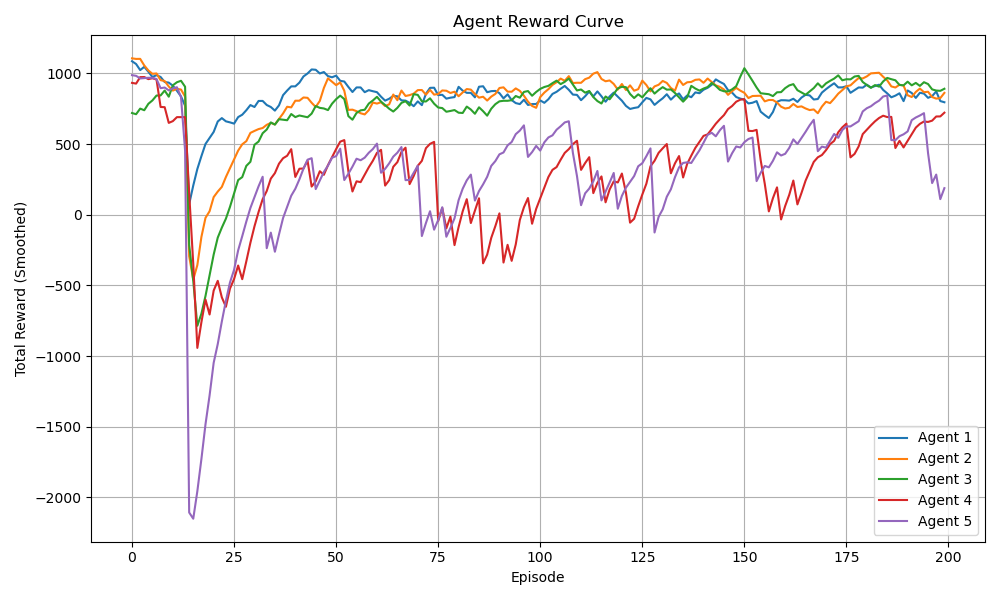 Agent Reward Curve
Total Reward (Smoothed)
1000
500
0
−500
−1000
−1500
−2000
0 25 50 75 100 125 150 175 200
Episode
Agent 1
Agent 2
Agent 3
Agent 4
Agent 5